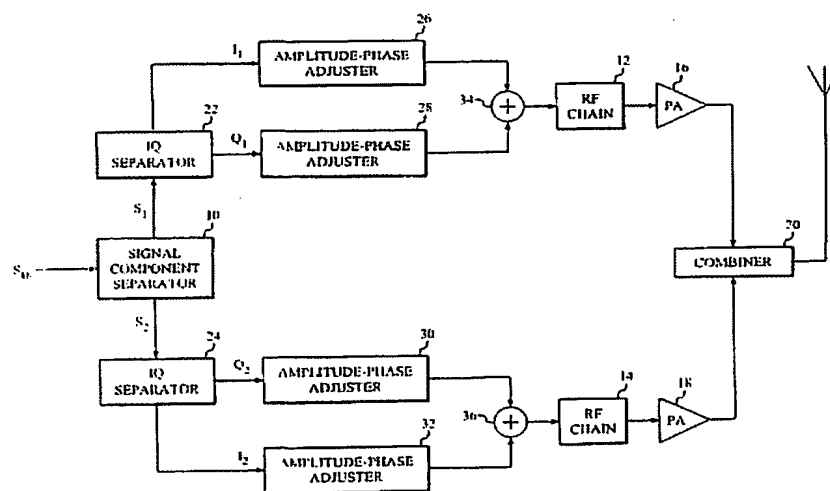 26
I₁
AMPLITUDE-PHASE
ADJUSTER
12
16
34
+
RF
CHAIN
PA
22
28
IQ
SEPARATOR
Q₁
AMPLITUDE-PHASE
ADJUSTER
S₁
10
SIGNAL
COMPONENT
SEPARATOR
20
COMBINER
S₂
24
30
IQ
SEPARATOR
Q₂
AMPLITUDE-PHASE
ADJUSTER
14
18
36
+
RF
CHAIN
PA
32
I₂
AMPLITUDE-PHASE
ADJUSTER